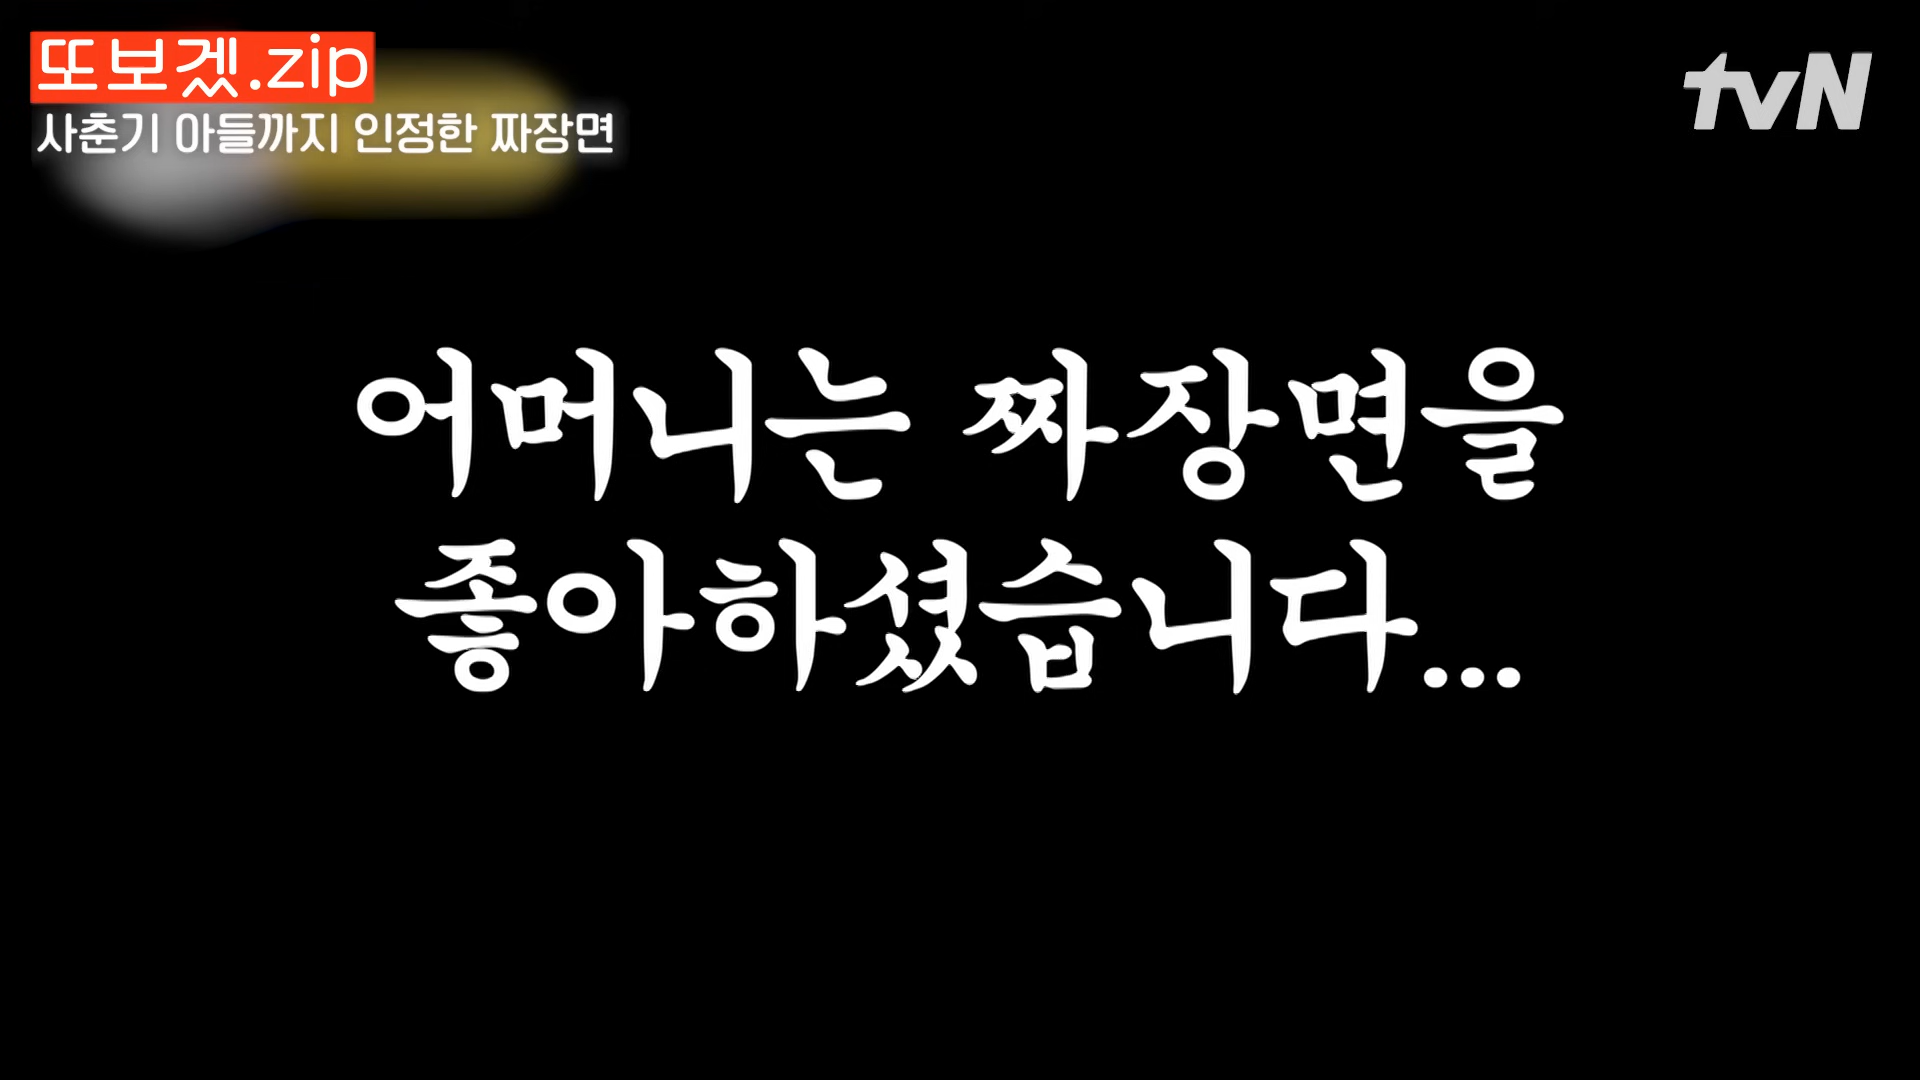 또보겠.zip
사춘기 아들까지 인정한 짜장면
tvN
어머니는 짜장면을
좋아하셨습니다...